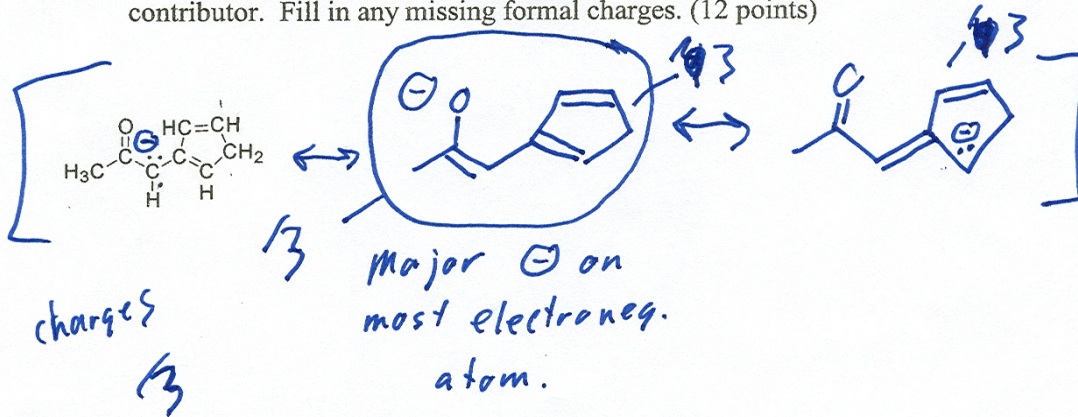 contributor. Fill in any missing formal charges. (12 points)
3
3
O
⊖
HC=CH
H3C
C
C
C
CH2
C
H
H
⊖
O
O
⊖
/3
major ⊖ on
charges
most electroneg.
/3
atom.